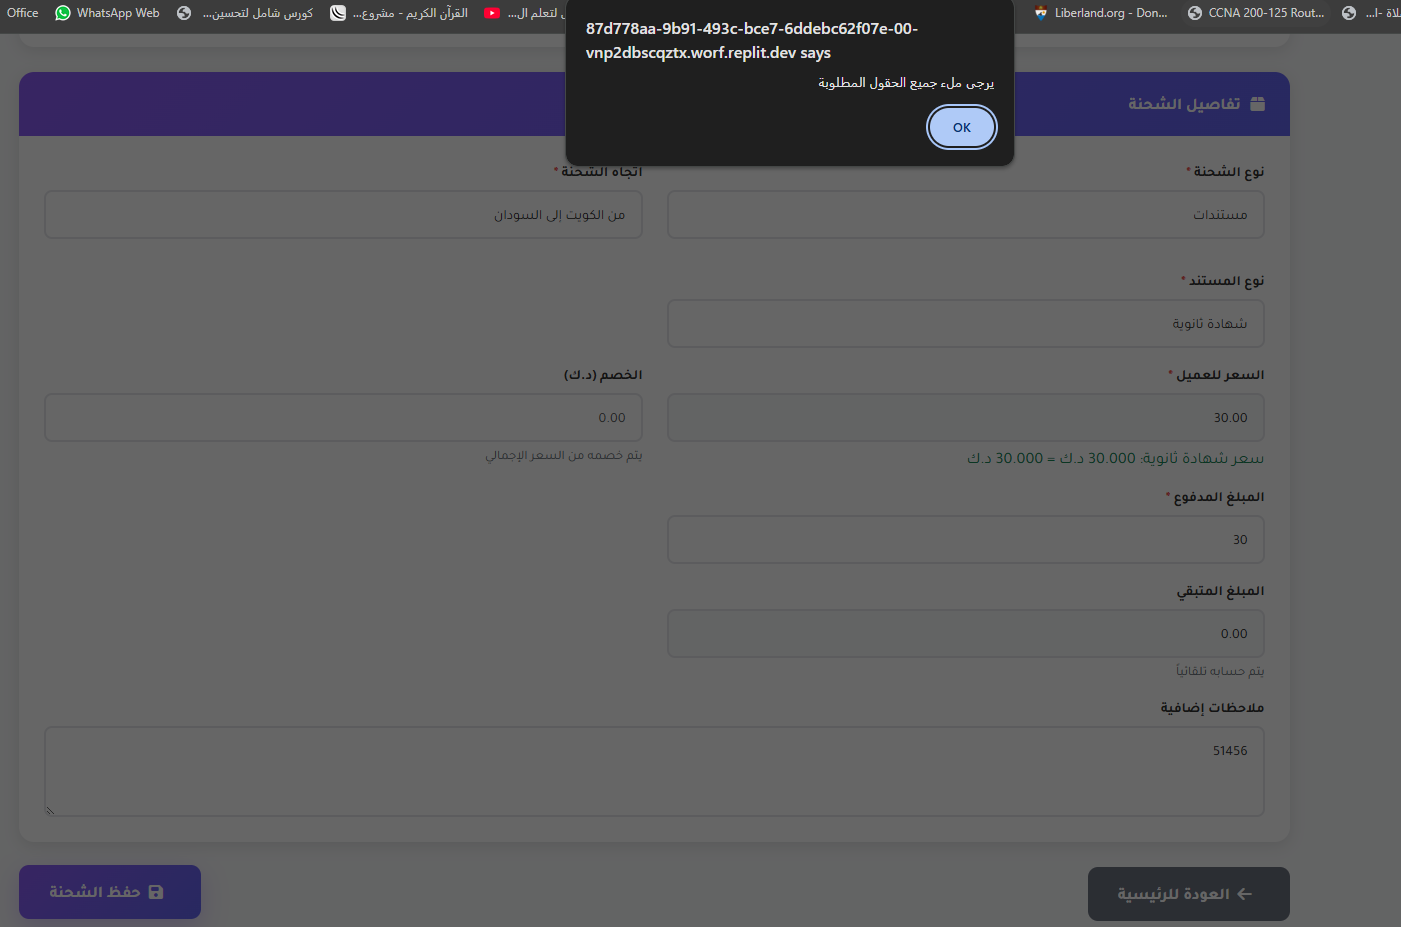 Office
WhatsApp Web
كورس شامل لتحسين...
القرآن الكريم - مشروع...
لتعلم ال...
Liberland.org - Don...
CCNA 200-125 Rout...
87d778aa-9b91-493c-bce7-6ddebc62f07e-00-
vnp2dbscqztx.worf.replit.dev says
يرجى ملء جميع الحقول المطلوبة
OK
تفاصيل الشحنة
نوع الشحنة *
اتجاه الشحنة *
مستندات
من الكويت إلى السودان
نوع المستند *
شهادة ثانوية
السعر للعميل *
الخصم (د.ك)
30.00
0.00
سعر شهادة ثانوية: 30.000 د.ك = 30.000 د.ك
يتم خصمه من السعر الإجمالي
المبلغ المدفوع *
30
المبلغ المتبقي
0.00
يتم حسابه تلقائياً
ملاحظات إضافية
51456
العودة للرئيسية
حفظ الشحنة